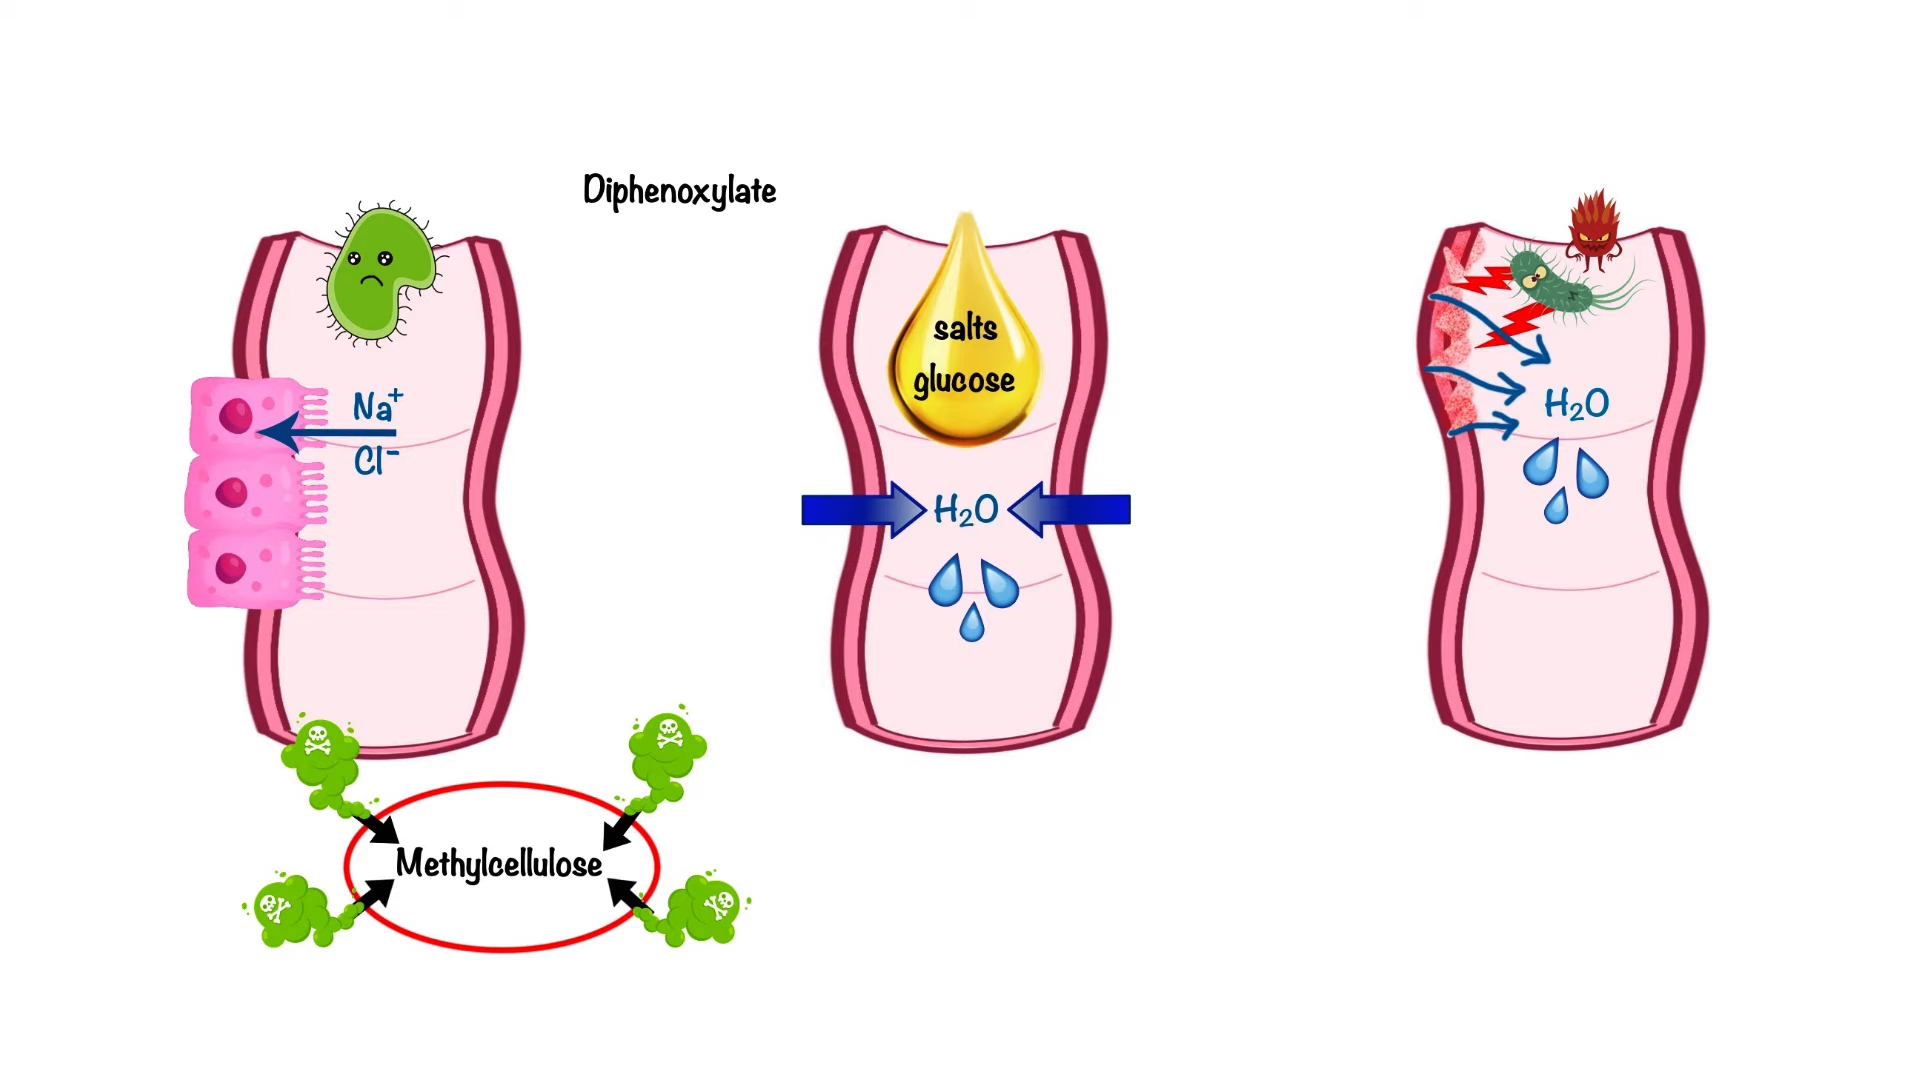 Diphenoxylate
Na⁺
Cl⁻
salts
glucose
H₂O
H₂O
Methylcellulose